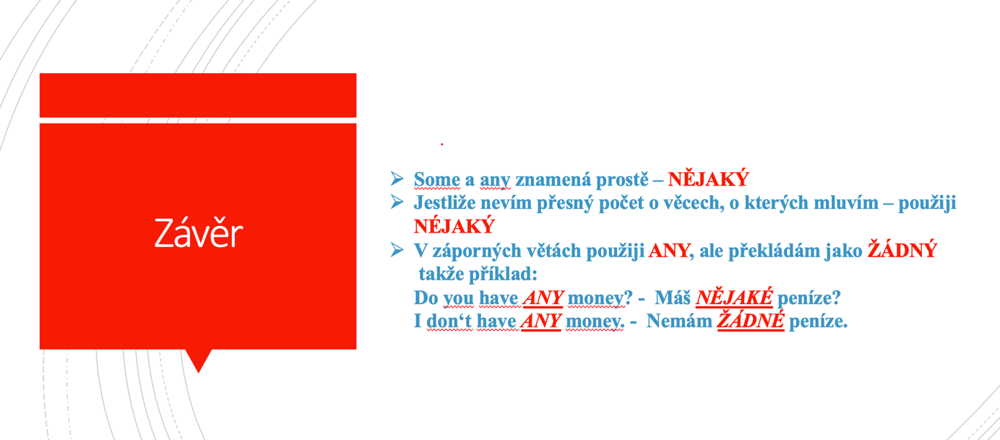 Závěr
.
➢ Some a any znamená prostě – NĚJAKÝ
➢ Jestliže nevím přesný počet o věcech, o kterých mluvím – použiji
NÉJAKÝ
➢ V záporných větách použiji ANY, ale překládám jako ŽÁDNÝ
takže příklad:
Do you have ANY money? - Máš NĚJAKÉ peníze?
I don‘t have ANY money. - Nemám ŽÁDNÉ peníze.